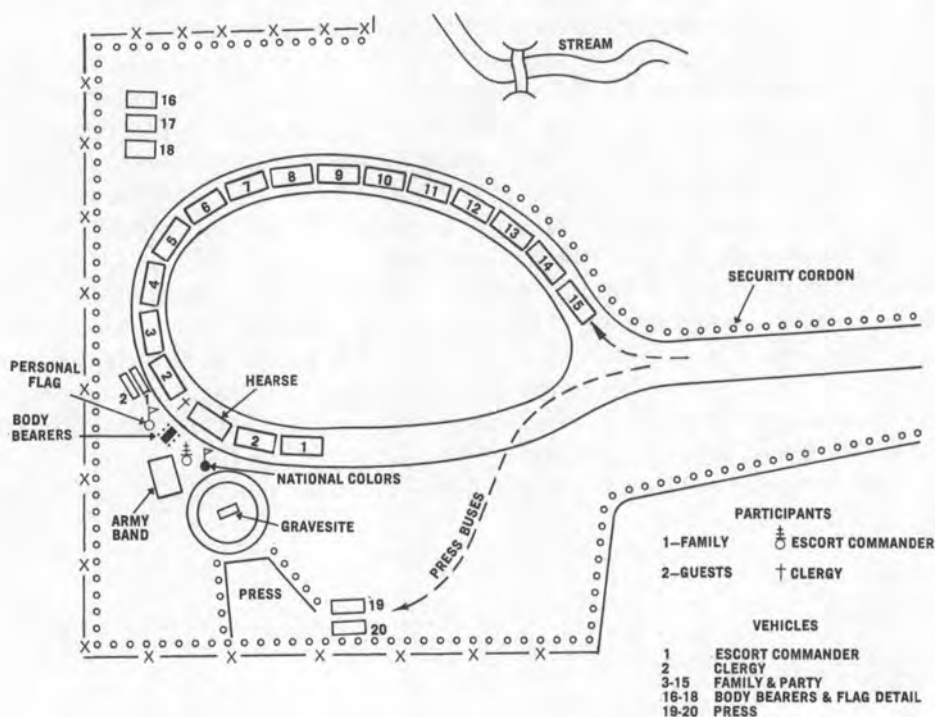 STREAM
16
17
18
7
8
9
10
11
12
13
14
15
6
5
4
3
2
SECURITY CORDON
PERSONAL
FLAG
2
1
HEARSE
BODY
BEARERS
2
1
NATIONAL COLORS
ARMY
BAND
GRAVESITE
PRESS BUSES
PRESS
19
20
PARTICIPANTS
1—FAMILY
ESCORT COMMANDER
2—GUESTS
CLERGY
VEHICLES
1 ESCORT COMMANDER
2 CLERGY
3-15 FAMILY & PARTY
16-18 BODY BEARERS & FLAG DETAIL
19-20 PRESS